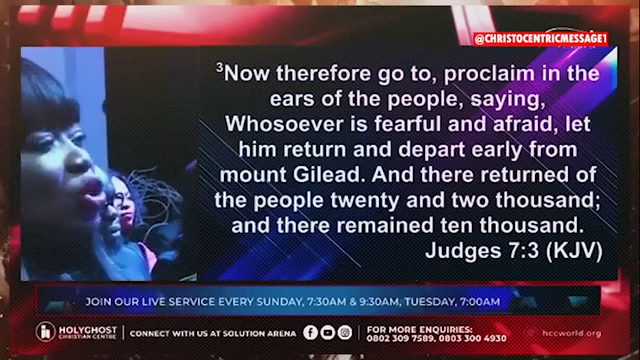 @CHRISTOCENTRICMESSAGE1
3Now therefore go to, proclaim in the
ears of the people, saying,
Whosoever is fearful and afraid, let
him return and depart early from
mount Gilead. And there returned of
the people twenty and two thousand;
and there remained ten thousand.
Judges 7:3 (KJV)
JOIN OUR LIVE SERVICE EVERY SUNDAY, 7:30AM & 9:30AM, TUESDAY, 7:00AM
HOLYGHOST
CHRISTIAN CENTRE
CONNECT WITH US AT SOLUTION ARENA
FOR MORE ENQUIRIES:
0802 309 7589, 0803 300 4930
hccworld.org